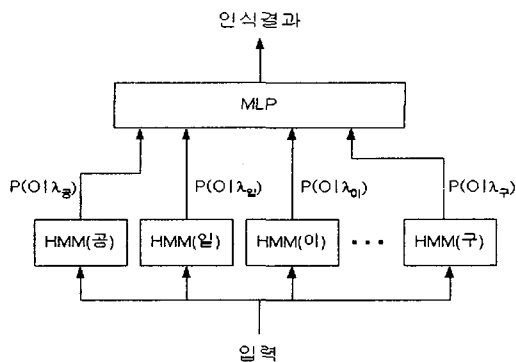 인식결과
MLP
P(O|λ공) P(O|λ일) P(O|λ이) P(O|λ구)
HMM(공) HMM(일) HMM(이) ••• HMM(구)
입력